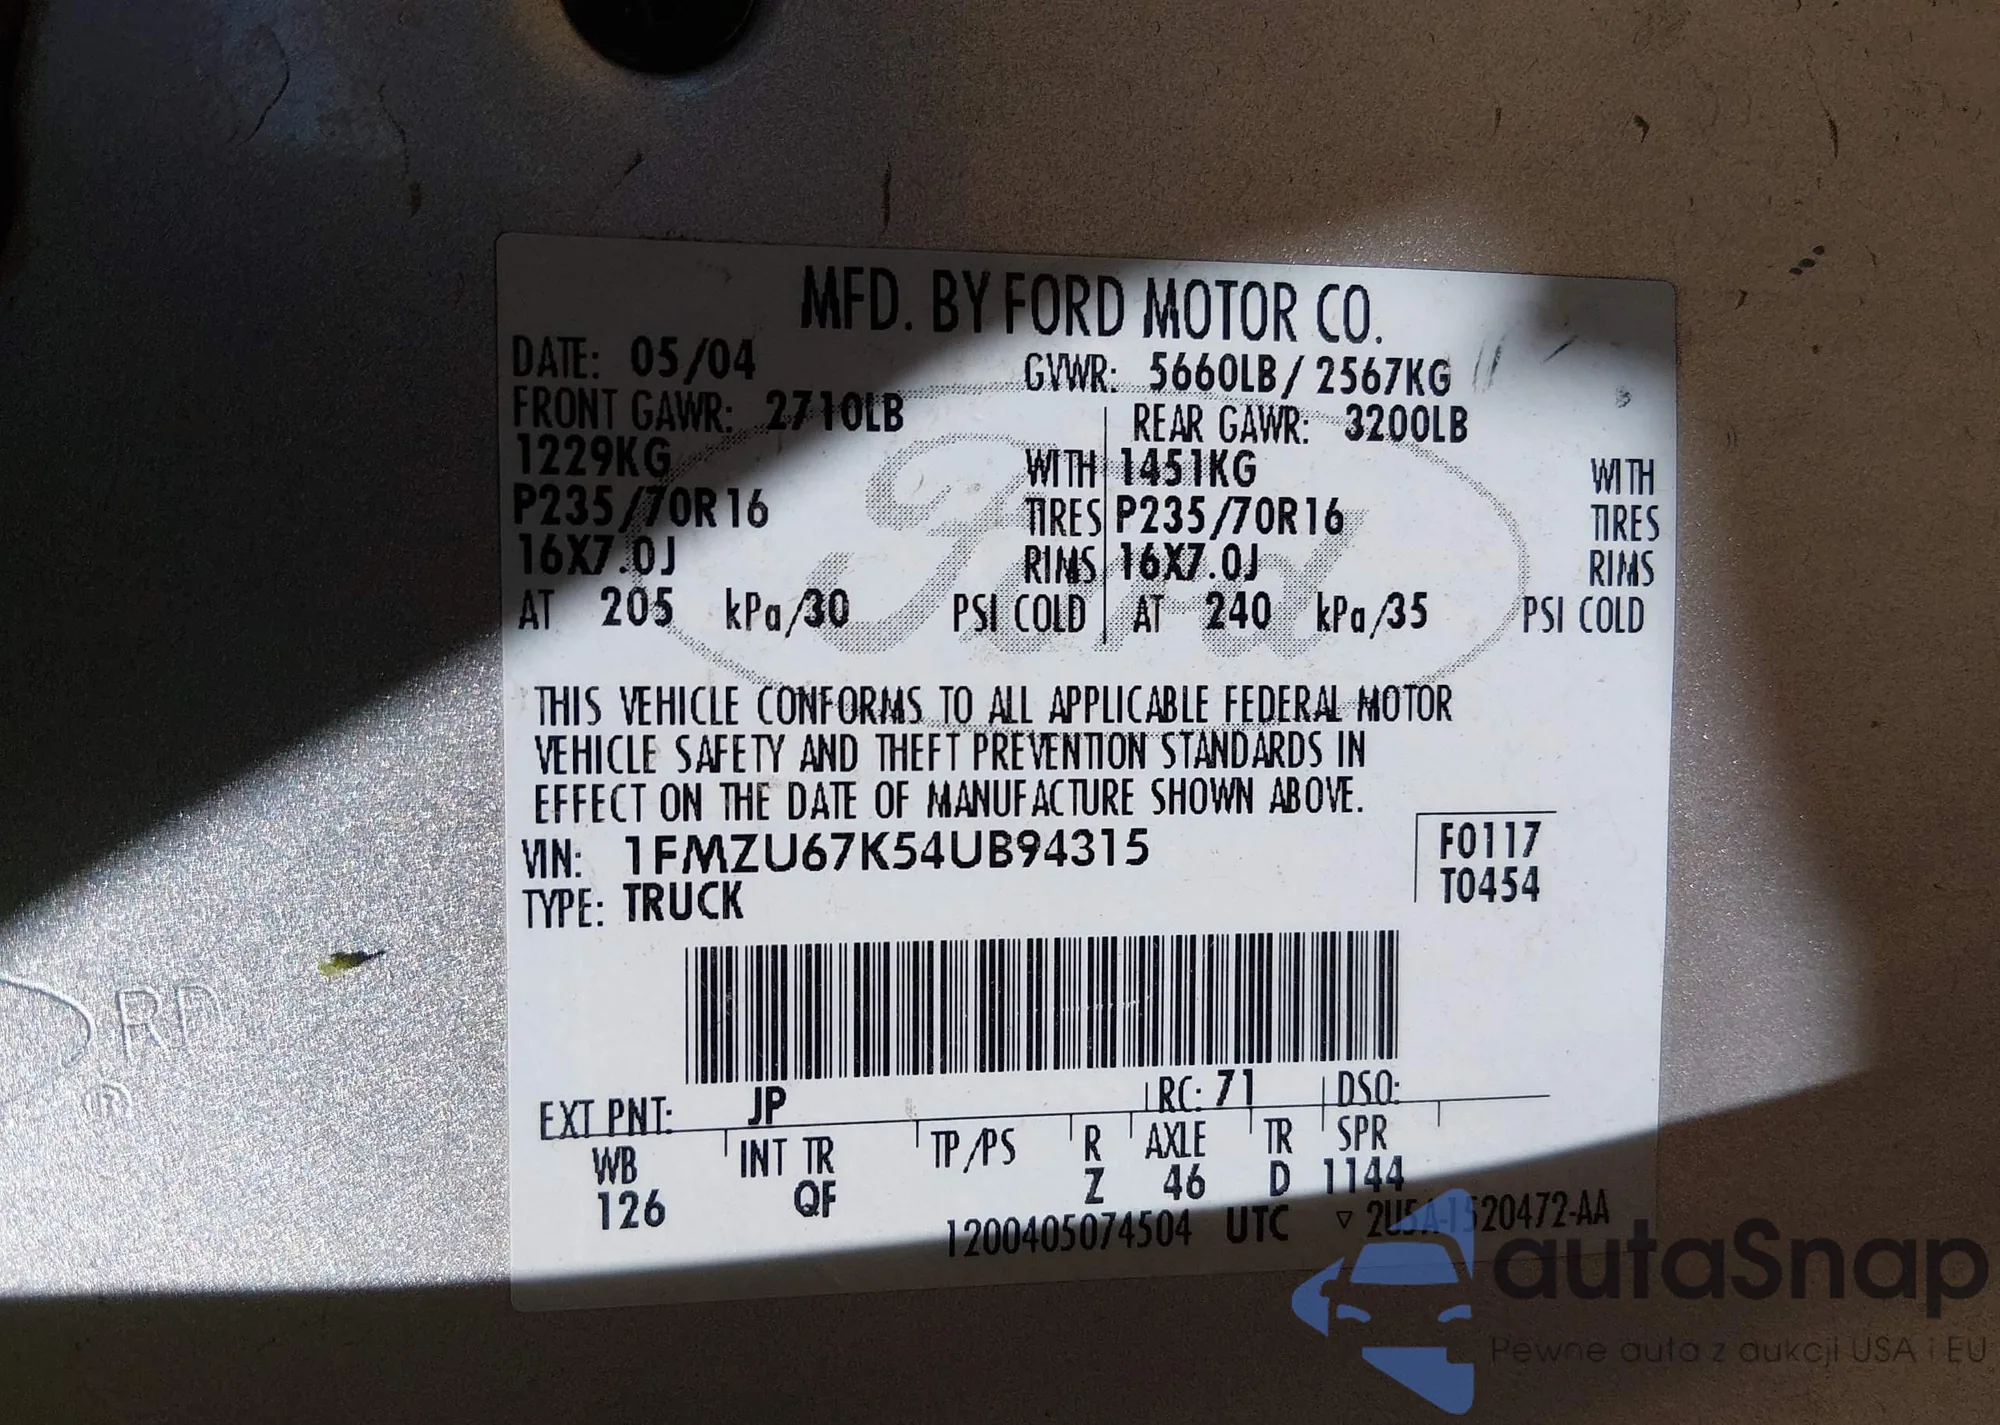 MFD. BY FORD MOTOR CO.
DATE: 05/04 GVWR: 5660LB / 2567KG
FRONT GAWR: 2710LB REAR GAWR: 3200LB
1229KG WITH 1451KG WITH
P235/70R16 TIRES P235/70R16 TIRES
16X7.0J RIMS 16X7.0J RIMS
AT 205 kPa/30 PSI COLD AT 240 kPa/35 PSI COLD
Ford
THIS VEHICLE CONFORMS TO ALL APPLICABLE FEDERAL MOTOR
VEHICLE SAFETY AND THEFT PREVENTION STANDARDS IN
EFFECT ON THE DATE OF MANUFACTURE SHOWN ABOVE.
VIN: 1FMZU67K54UB94315 F0117
TYPE: TRUCK T0454
EXT PNT: JP RC: 71 DSO:
WB INT TR TP/PS R AXLE TR SPR
126 QF Z 46 D 1144
1200405074504 UTC ▽ 2U5A-1520472-AA
RD
autaSnap
Pewne auta z aukcji USA i EU